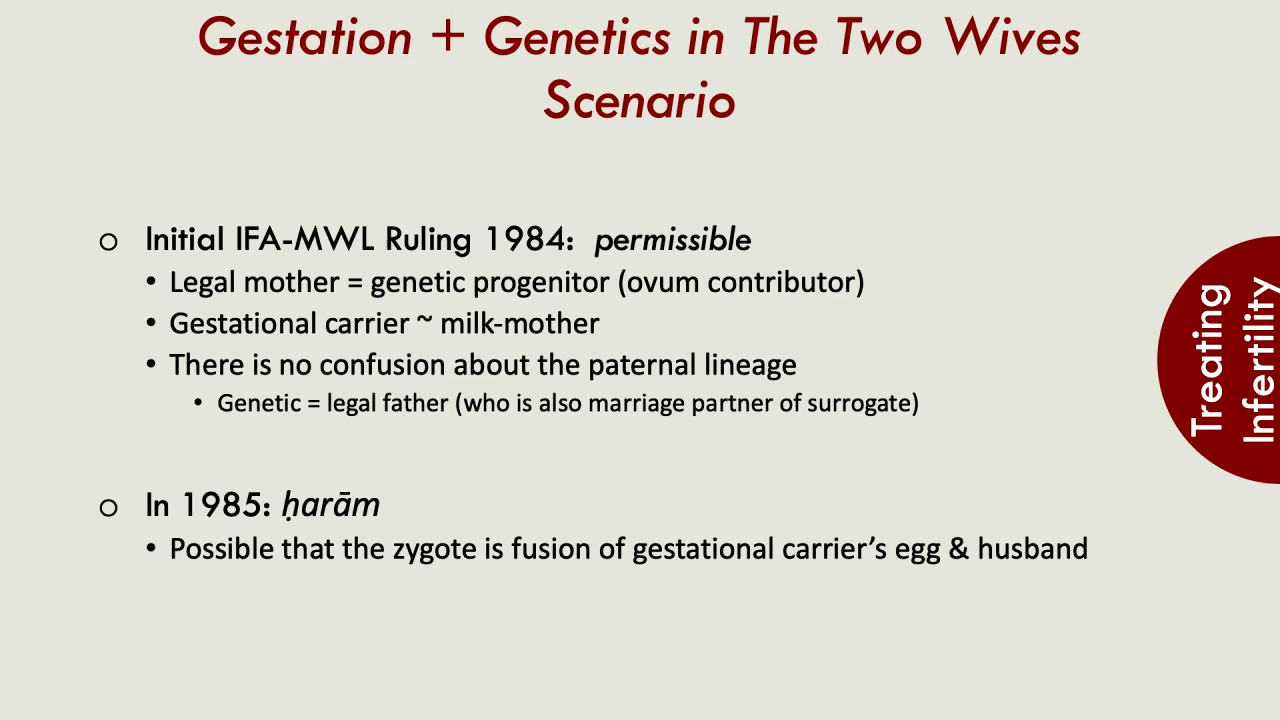 Gestation + Genetics in The Two Wives
Scenario
o Initial IFA-MWL Ruling 1984: permissible
• Legal mother = genetic progenitor (ovum contributor)
• Gestational carrier ~ milk-mother
• There is no confusion about the paternal lineage
• Genetic = legal father (who is also marriage partner of surrogate)
o In 1985: ḥarām
• Possible that the zygote is fusion of gestational carrier’s egg & husband
Treating
Infertility